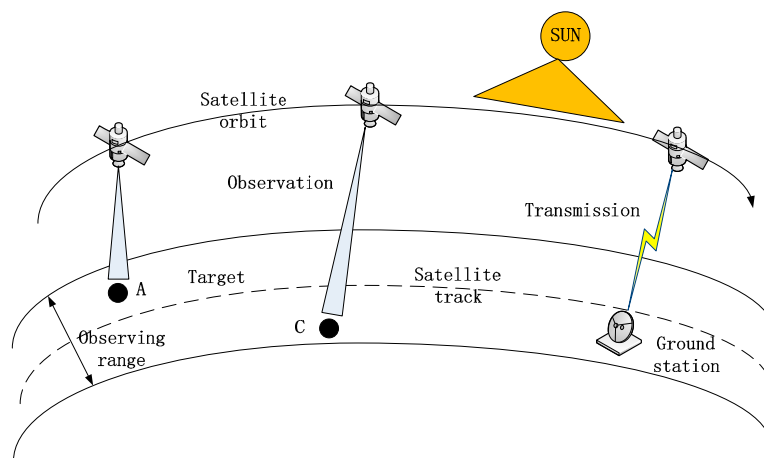 SUN
Satellite
orbit
Observation
Transmission
A
Target
Satellite
track
C
Observing
range
Ground
station